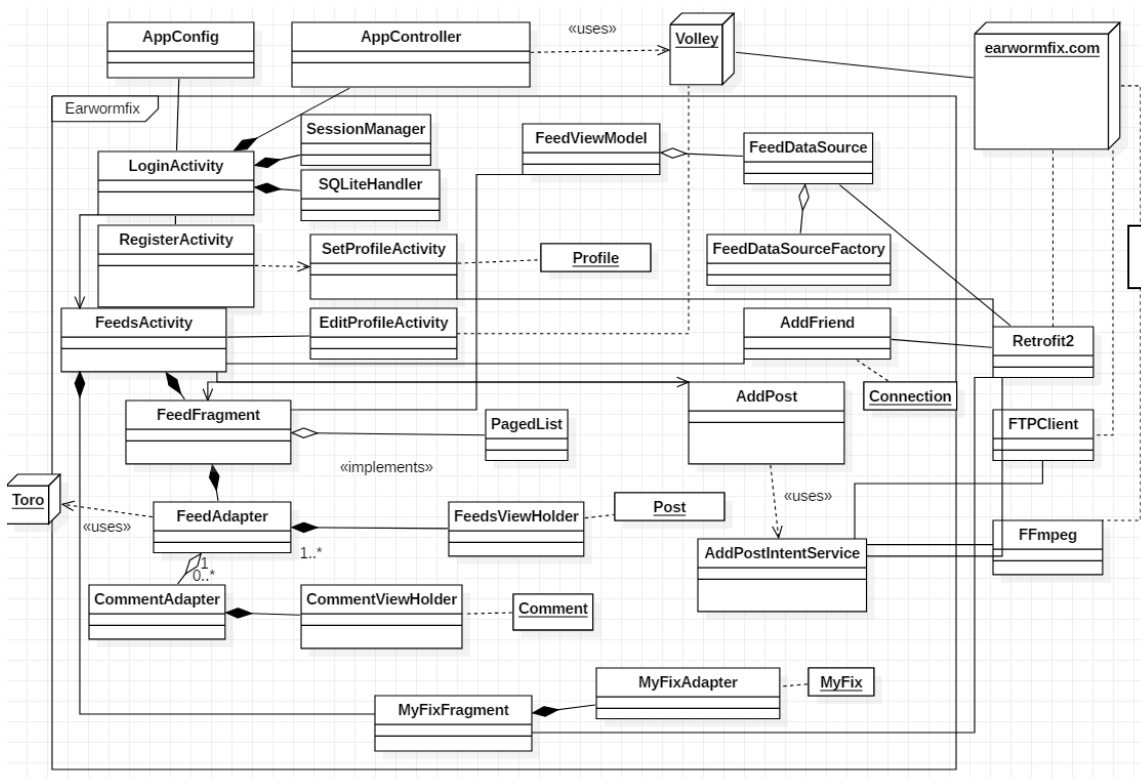 AppConfig
AppController
«uses»
Volley
earwormfix.com
Earwormfix
SessionManager
FeedViewModel
FeedDataSource
LoginActivity
SQLiteHandler
RegisterActivity
SetProfileActivity
Profile
FeedDataSourceFactory
FeedsActivity
EditProfileActivity
AddFriend
Retrofit2
Connection
AddPost
FeedFragment
PagedList
FTPClient
«implements»
Toro
«uses»
FeedAdapter
FeedsViewHolder
Post
«uses»
1..*
1
0..*
AddPostIntentService
FFmpeg
CommentAdapter
CommentViewHolder
Comment
MyFixAdapter
MyFix
MyFixFragment